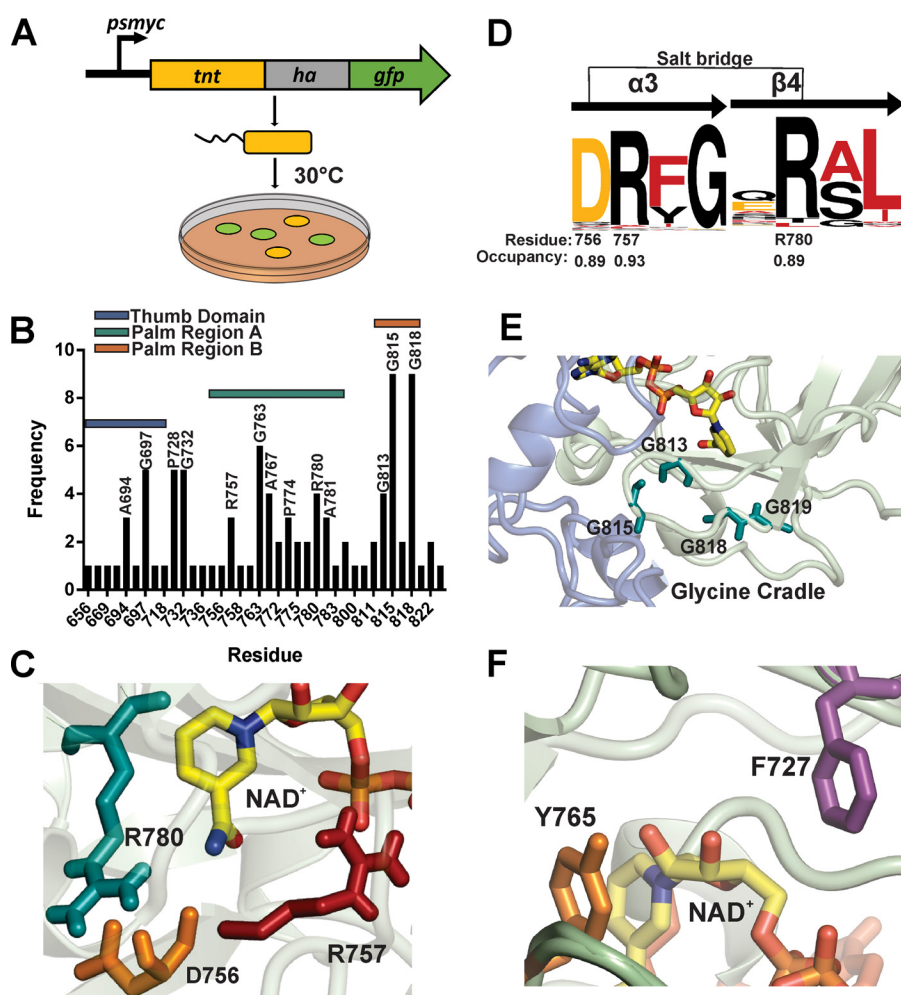 A
psmyc
tnt
ha
gfp
30°C
B
Thumb Domain
Palm Region A
Palm Region B
Frequency
10
8
6
4
2
0
A694
G697
P728
G732
R757
G763
A767
P774
R780
A781
G813
G815
G818
656
669
694
697
718
732
736
756
758
763
772
775
780
783
800
811
815
818
822
Residue
C
R780
NAD+
D756
R757
D
Salt bridge
α3
β4
DRFG
Y
QRAL
E
S
Residue: 756 757 R780
Occupancy: 0.89 0.93 0.89
E
G813
G815
G818
G819
Glycine Cradle
F
F727
Y765
NAD+